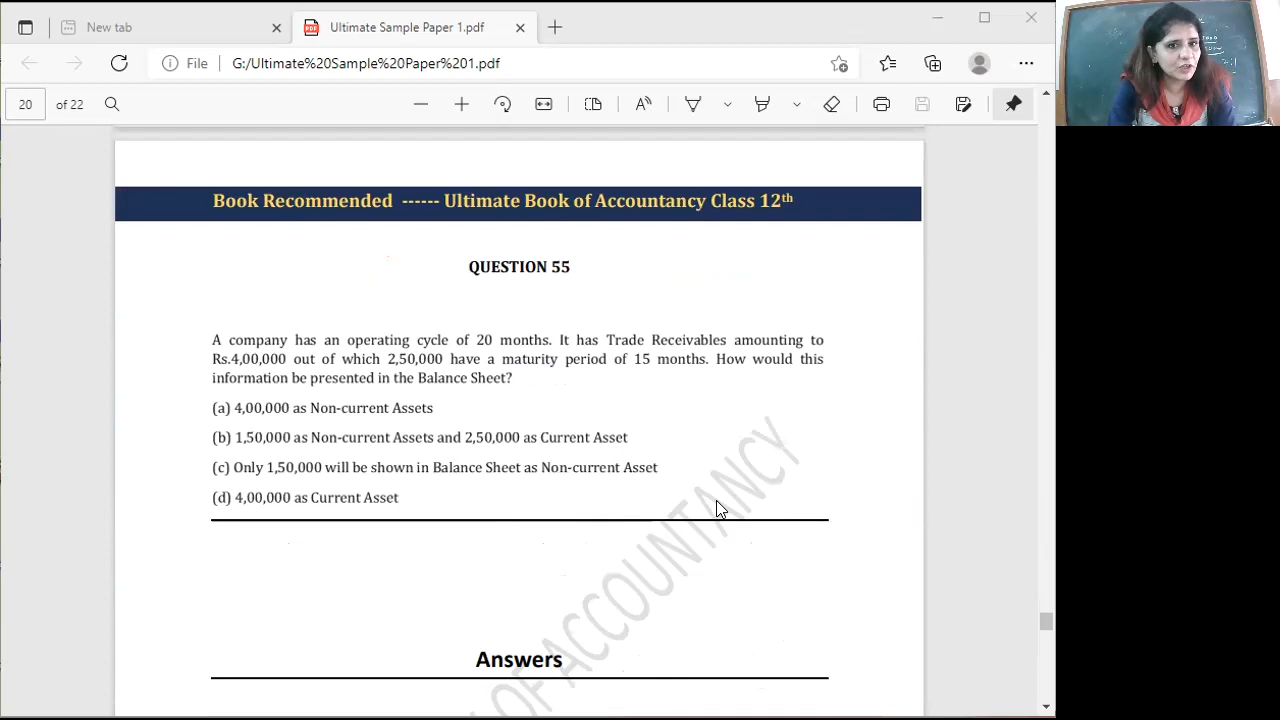 New tab
Ultimate Sample Paper 1.pdf
File
G:/Ultimate%20Sample%20Paper%201.pdf
20
of 22
Book Recommended ------ Ultimate Book of Accountancy Class 12th
QUESTION 55
A company has an operating cycle of 20 months. It has Trade Receivables amounting to
Rs.4,00,000 out of which 2,50,000 have a maturity period of 15 months. How would this
information be presented in the Balance Sheet?
(a) 4,00,000 as Non-current Assets
(b) 1,50,000 as Non-current Assets and 2,50,000 as Current Asset
(c) Only 1,50,000 will be shown in Balance Sheet as Non-current Asset
(d) 4,00,000 as Current Asset
OF ACCOUNTANCY
Answers